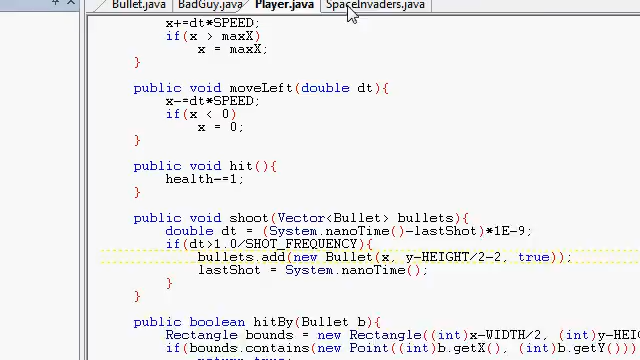 Bullet.java BadGuy.java Player.java SpaceInvaders.java
x+=dt*SPEED;
if(x > maxX)
x = maxX;
}
public void moveLeft(double dt){
x-=dt*SPEED;
if(x < 0)
x = 0;
}
public void hit(){
health-=1;
}
public void shoot(Vector<Bullet> bullets){
double dt = (System.nanoTime()-lastShot)*1E-9;
if(dt>1.0/SHOT_FREQUENCY){
bullets.add(new Bullet(x, y-HEIGHT/2-2, true));
lastShot = System.nanoTime();
}
}
public boolean hitBy(Bullet b){
Rectangle bounds = new Rectangle((int)x-WIDTH/2, (int)y-HE
if(bounds.contains(new Point((int)b.getX(), (int)b.getY())